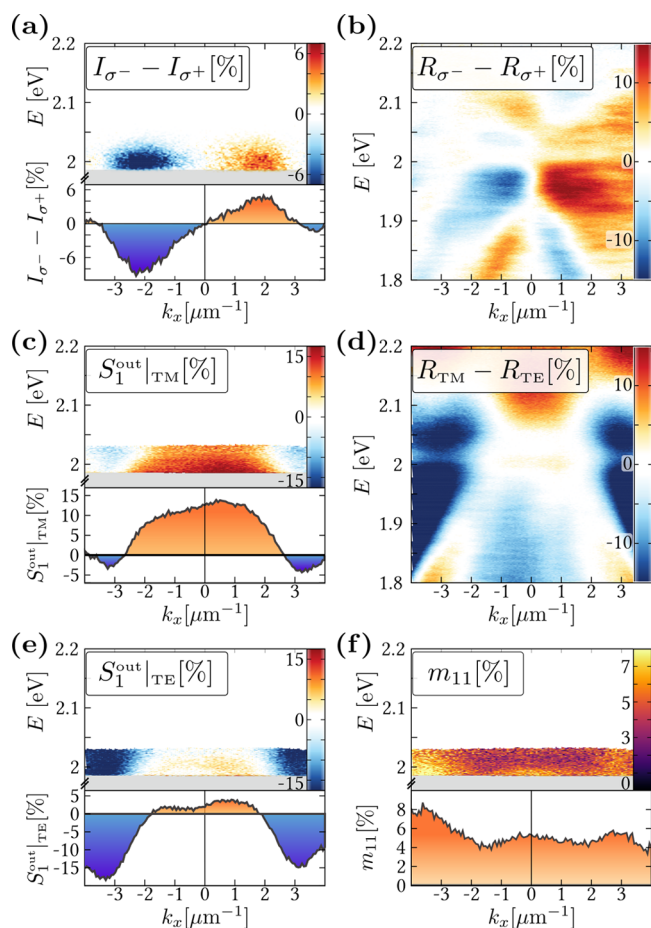 (a)
I_{σ^-} − I_{σ^+}[%]
2.2
2.1
2
E [eV]
6
0
-6
I_{σ^-} − I_{σ^+}[%]
6
0
-6
-3 -2 -1 0 1 2 3
k_x[μm^{-1}]
(b)
R_{σ^-} − R_{σ^+}[%]
2.2
2.1
2
1.9
1.8
E [eV]
10
0
-10
-3 -2 -1 0 1 2 3
k_x[μm^{-1}]
(c)
S_1^{out}|_{TM}[%]
2.2
2.1
2
E [eV]
15
0
-15
S_1^{out}|_{TM}[%]
15
10
5
0
-5
-3 -2 -1 0 1 2 3
k_x[μm^{-1}]
(d)
R_{TM} − R_{TE}[%]
2.2
2.1
2
1.9
1.8
E [eV]
10
0
-10
-3 -2 -1 0 1 2 3
k_x[μm^{-1}]
(e)
S_1^{out}|_{TE}[%]
2.2
2.1
2
E [eV]
15
0
-15
S_1^{out}|_{TE}[%]
5
0
-5
-10
-15
-3 -2 -1 0 1 2 3
k_x[μm^{-1}]
(f)
m_{11}[%]
2.2
2.1
2
E [eV]
7
5
3
2
0
m_{11}[%]
8
6
4
2
0
-3 -2 -1 0 1 2 3
k_x[μm^{-1}]